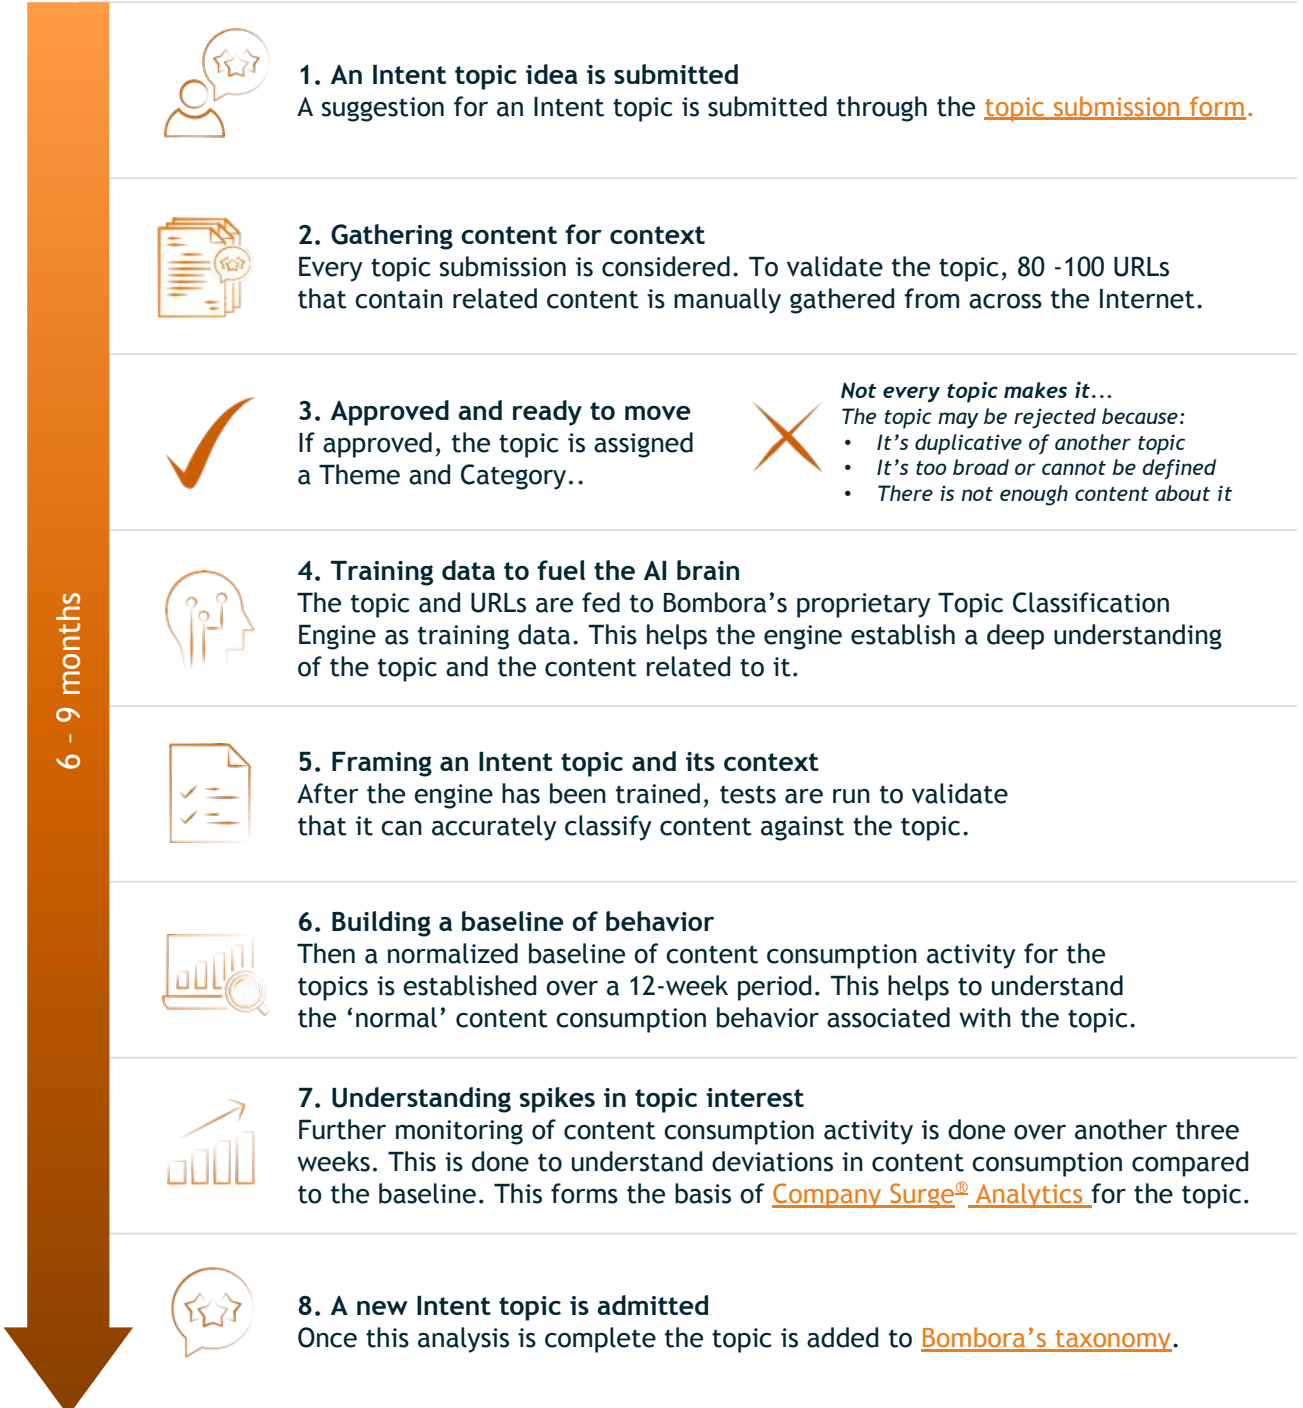 1. An Intent topic idea is submitted
A suggestion for an Intent topic is submitted through the topic submission form.
2. Gathering content for context
Every topic submission is considered. To validate the topic, 80 -100 URLs
that contain related content is manually gathered from across the Internet.
3. Approved and ready to move
If approved, the topic is assigned
a Theme and Category..
Not every topic makes it...
The topic may be rejected because:
• It’s duplicative of another topic
• It’s too broad or cannot be defined
• There is not enough content about it
4. Training data to fuel the AI brain
The topic and URLs are fed to Bombora’s proprietary Topic Classification
Engine as training data. This helps the engine establish a deep understanding
of the topic and the content related to it.
6 – 9 months
5. Framing an Intent topic and its context
After the engine has been trained, tests are run to validate
that it can accurately classify content against the topic.
6. Building a baseline of behavior
Then a normalized baseline of content consumption activity for the
topics is established over a 12-week period. This helps to understand
the ‘normal’ content consumption behavior associated with the topic.
7. Understanding spikes in topic interest
Further monitoring of content consumption activity is done over another three
weeks. This is done to understand deviations in content consumption compared
to the baseline. This forms the basis of Company Surge® Analytics for the topic.
8. A new Intent topic is admitted
Once this analysis is complete the topic is added to Bombora’s taxonomy.